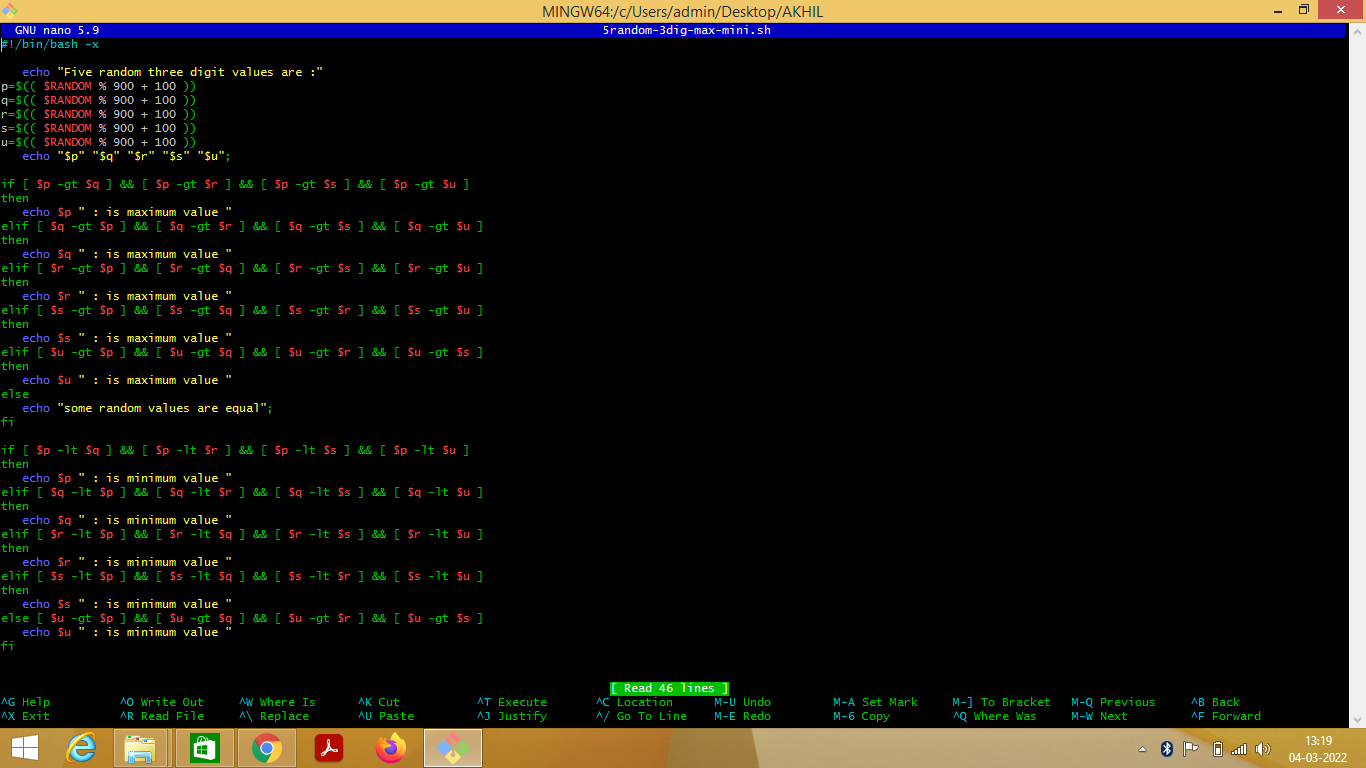 MINGW64:/c/Users/admin/Desktop/AKHIL
GNU nano 5.9 5random-3dig-max-mini.sh
#!/bin/bash -x
echo "Five random three digit values are :"
p=$(( $RANDOM % 900 + 100 ))
q=$(( $RANDOM % 900 + 100 ))
r=$(( $RANDOM % 900 + 100 ))
s=$(( $RANDOM % 900 + 100 ))
u=$(( $RANDOM % 900 + 100 ))
echo "$p" "$q" "$r" "$s" "$u";
if [ $p -gt $q ] && [ $p -gt $r ] && [ $p -gt $s ] && [ $p -gt $u ]
then
echo $p " : is maximum value "
elif [ $q -gt $p ] && [ $q -gt $r ] && [ $q -gt $s ] && [ $q -gt $u ]
then
echo $q " : is maximum value "
elif [ $r -gt $p ] && [ $r -gt $q ] && [ $r -gt $s ] && [ $r -gt $u ]
then
echo $r " : is maximum value "
elif [ $s -gt $p ] && [ $s -gt $q ] && [ $s -gt $r ] && [ $s -gt $u ]
then
echo $s " : is maximum value "
elif [ $u -gt $p ] && [ $u -gt $q ] && [ $u -gt $r ] && [ $u -gt $s ]
then
echo $u " : is maximum value "
else
echo "some random values are equal";
fi
if [ $p -lt $q ] && [ $p -lt $r ] && [ $p -lt $s ] && [ $p -lt $u ]
then
echo $p " : is minimum value "
elif [ $q -lt $p ] && [ $q -lt $r ] && [ $q -lt $s ] && [ $q -lt $u ]
then
echo $q " : is minimum value "
elif [ $r -lt $p ] && [ $r -lt $q ] && [ $r -lt $s ] && [ $r -lt $u ]
then
echo $r " : is minimum value "
elif [ $s -lt $p ] && [ $s -lt $q ] && [ $s -lt $r ] && [ $s -lt $u ]
then
echo $s " : is minimum value "
else [ $u -gt $p ] && [ $u -gt $q ] && [ $u -gt $r ] && [ $u -gt $s ]
echo $u " : is minimum value "
fi
[ Read 46 lines ]
^G Help ^O Write Out ^W Where Is ^K Cut ^T Execute ^C Location M-U Undo M-A Set Mark M-] To Bracket M-Q Previous ^B Back
^X Exit ^R Read File ^\ Replace ^U Paste ^J Justify ^/ Go To Line M-E Redo M-6 Copy ^Q Where Was M-W Next ^F Forward
13:19
04-03-2022